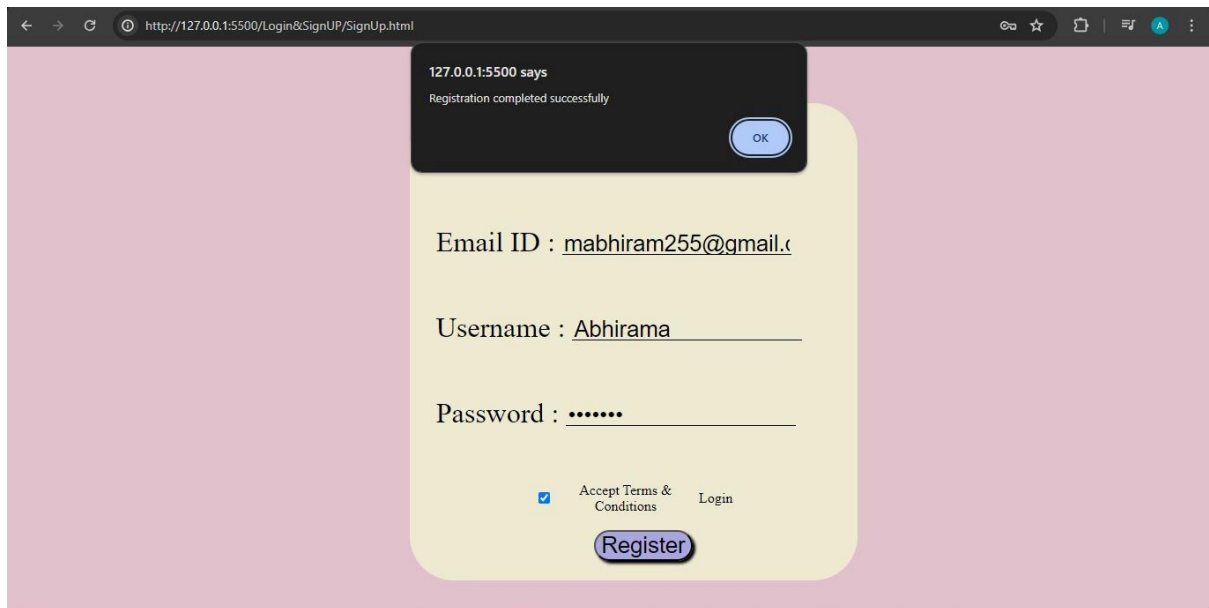 http://127.0.0.1:5500/Login&SignUP/SignUp.html
A
127.0.0.1:5500 says
Registration completed successfully
OK
Email ID : mabhiram255@gmail.c
Username : Abhirama
Password : •••••••
Accept Terms &
Conditions
Login
Register